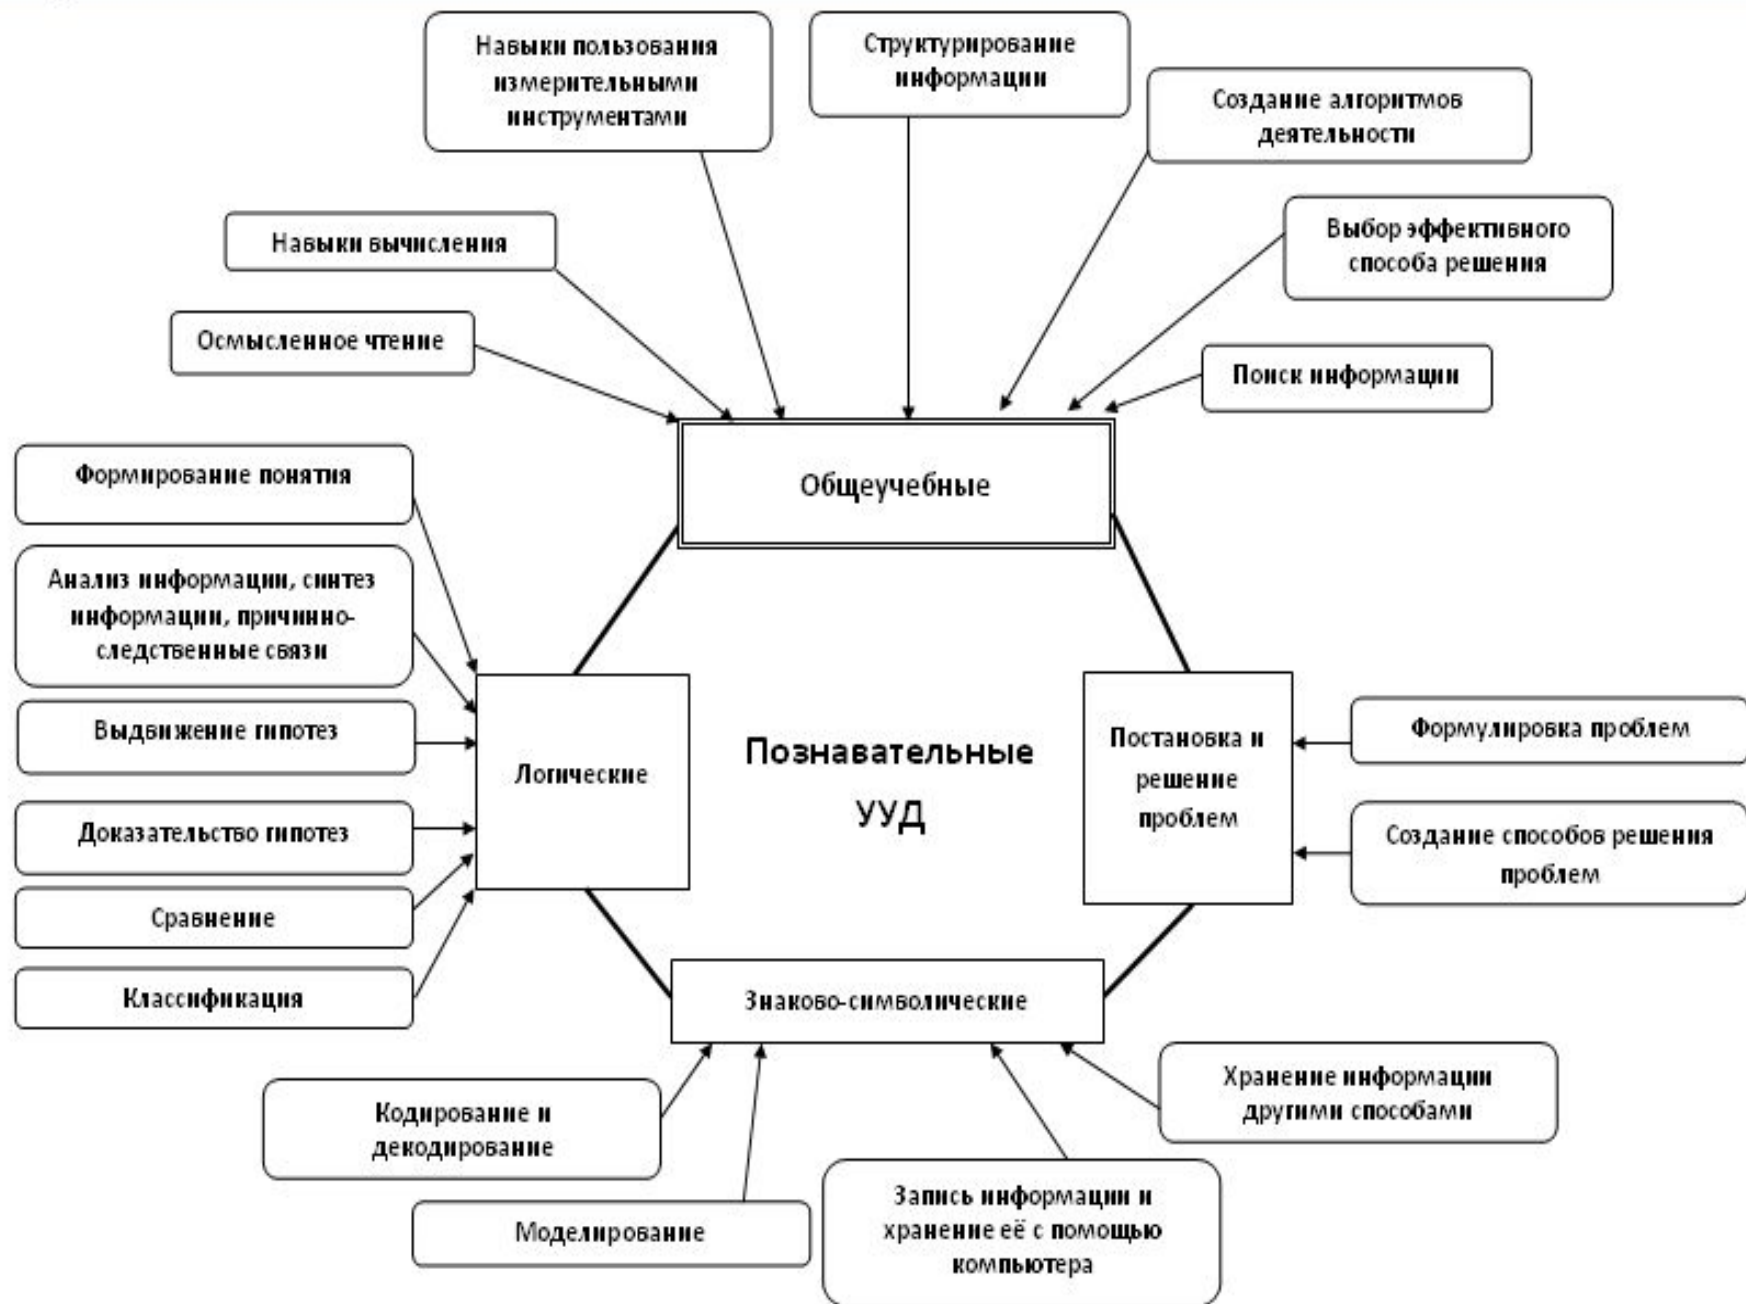 Навыки пользования
измерительными
инструментами
Структурирование
информации
Создание алгоритмов
деятельности
Навыки вычисления
Выбор эффективного
способа решения
Осмысленное чтение
Поиск информации
Общеучебные
Формирование понятия
Анализ информации, синтез
информации, причинно-
следственные связи
Выдвижение гипотез
Доказательство гипотез
Сравнение
Классификация
Логические
Познавательные
УУД
Постановка и
решение
проблем
Формулировка проблем
Создание способов решения
проблем
Знаково-символические
Кодирование и
декодирование
Моделирование
Запись информации и
хранение её с помощью
компьютера
Хранение информации
другими способами